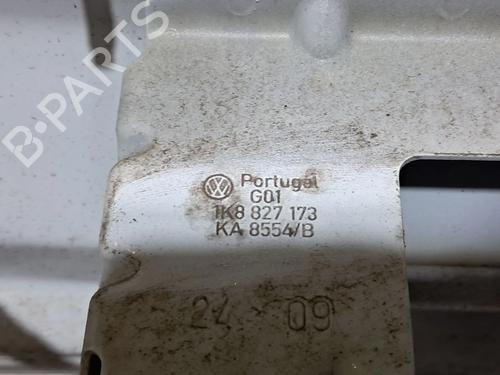 B-PARTS
Portugal
G01
1K8 827 173
KA 8554/B
24 09